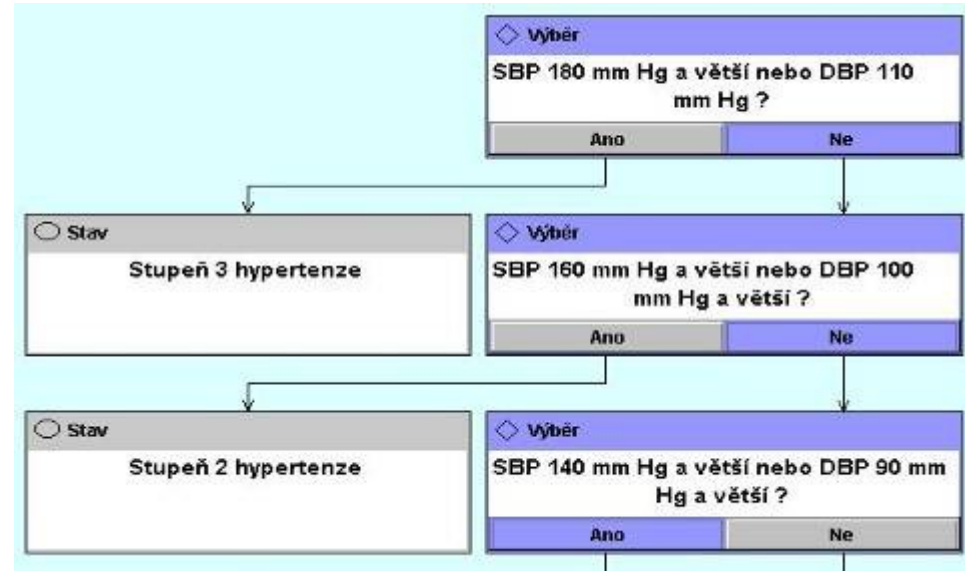 Výběr
SBP 180 mm Hg a větší nebo DBP 110
mm Hg ?
Ano
Ne
Stav
Stupeň 3 hypertenze
Výběr
SBP 160 mm Hg a větší nebo DBP 100
mm Hg a větší ?
Ano
Ne
Stav
Stupeň 2 hypertenze
Výběr
SBP 140 mm Hg a větší nebo DBP 90 mm
Hg a větší ?
Ano
Ne